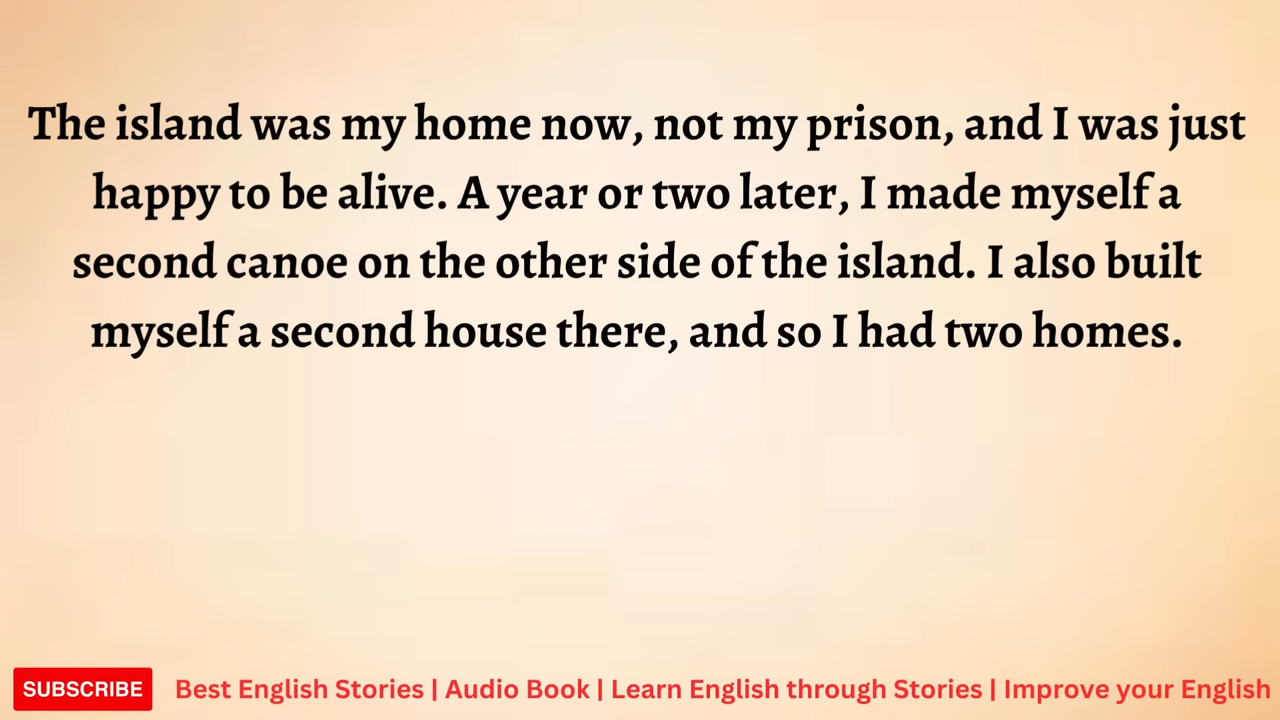 The island was my home now, not my prison, and I was just
happy to be alive. A year or two later, I made myself a
second canoe on the other side of the island. I also built
myself a second house there, and so I had two homes.
SUBSCRIBE
Best English Stories | Audio Book | Learn English through Stories | Improve your English